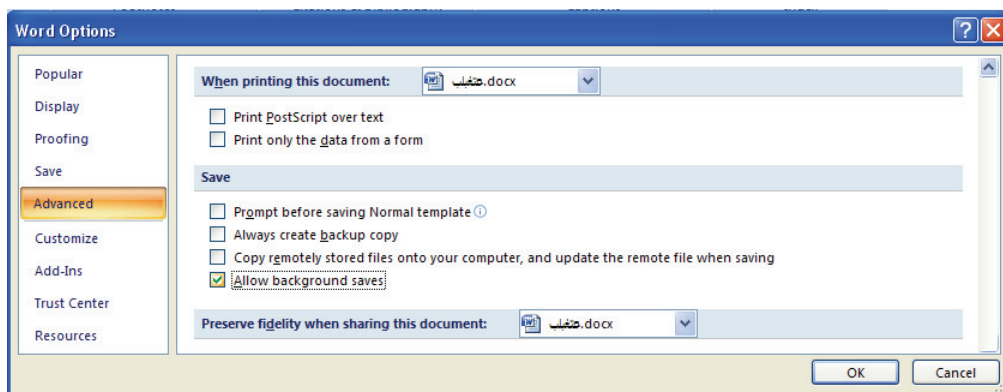 Word Options
Popular
Display
Proofing
Save
Advanced
Customize
Add-Ins
Trust Center
Resources
When printing this document: متغیلب.docx
Print PostScript over text
Print only the data from a form
Save
Prompt before saving Normal template
Always create backup copy
Copy remotely stored files onto your computer, and update the remote file when saving
Allow background saves
Preserve fidelity when sharing this document: متغیلب.docx
OK Cancel